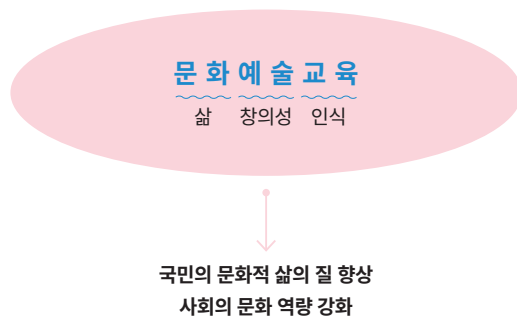 문 화 예 술 교 육
삶 창의성 인식
국민의 문화적 삶의 질 향상
사회의 문화 역량 강화